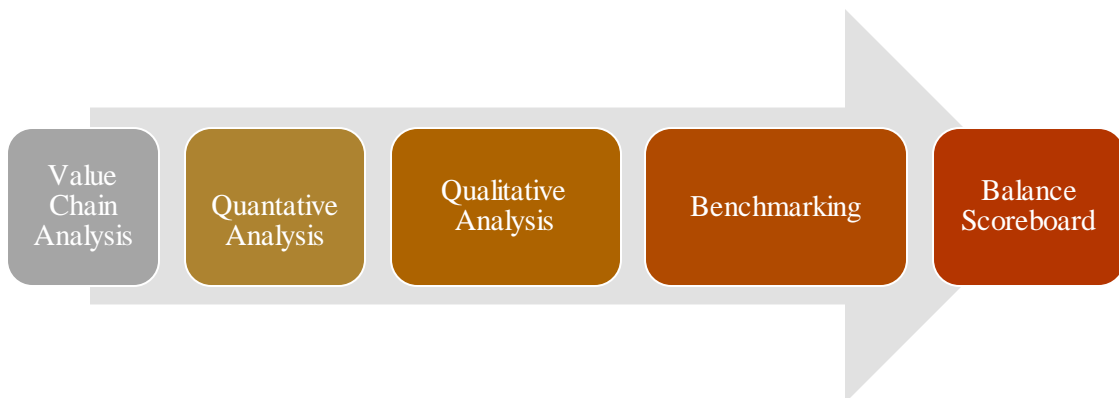 Value
Chain
Analysis
Quantative
Analysis
Qualitative
Analysis
Benchmarking
Balance
Scoreboard